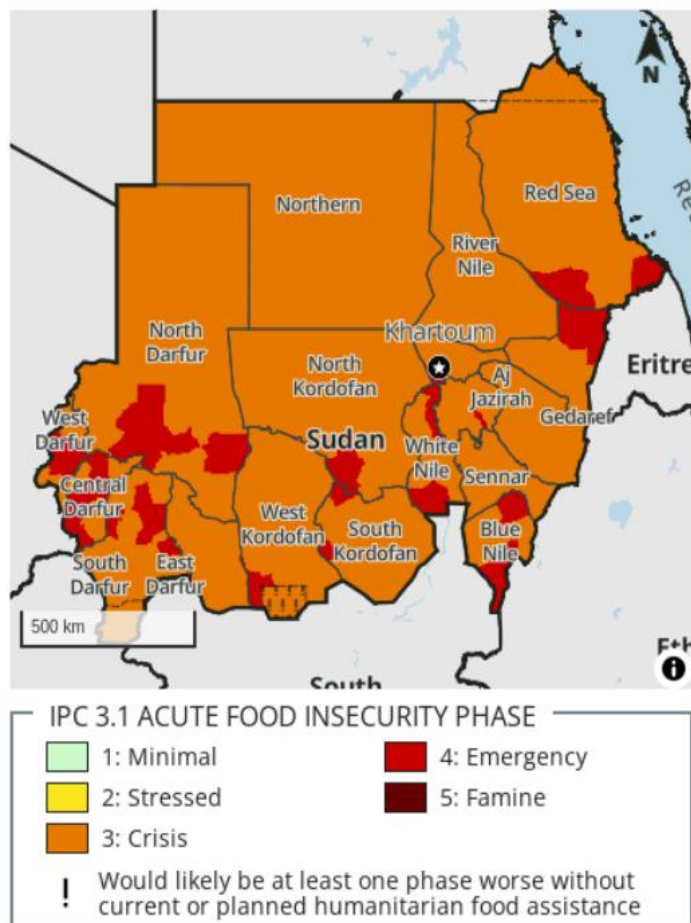 N
Red Sea
Northern
River
Nile
Khartoum
North
Darfur
North
Kordofan
Aj
Jazirah
Eritre
Gedaref
West
Darfur
Sudan
White
Nile
Central
Darfur
Sennar
West
Kordofan
South
Kordofan
Blue
Nile
South
Darfur
East
Darfur
500 km
South
Eth
i
IPC 3.1 ACUTE FOOD INSECURITY PHASE
1: Minimal
4: Emergency
2: Stressed
5: Famine
3: Crisis
! Would likely be at least one phase worse without
current or planned humanitarian food assistance